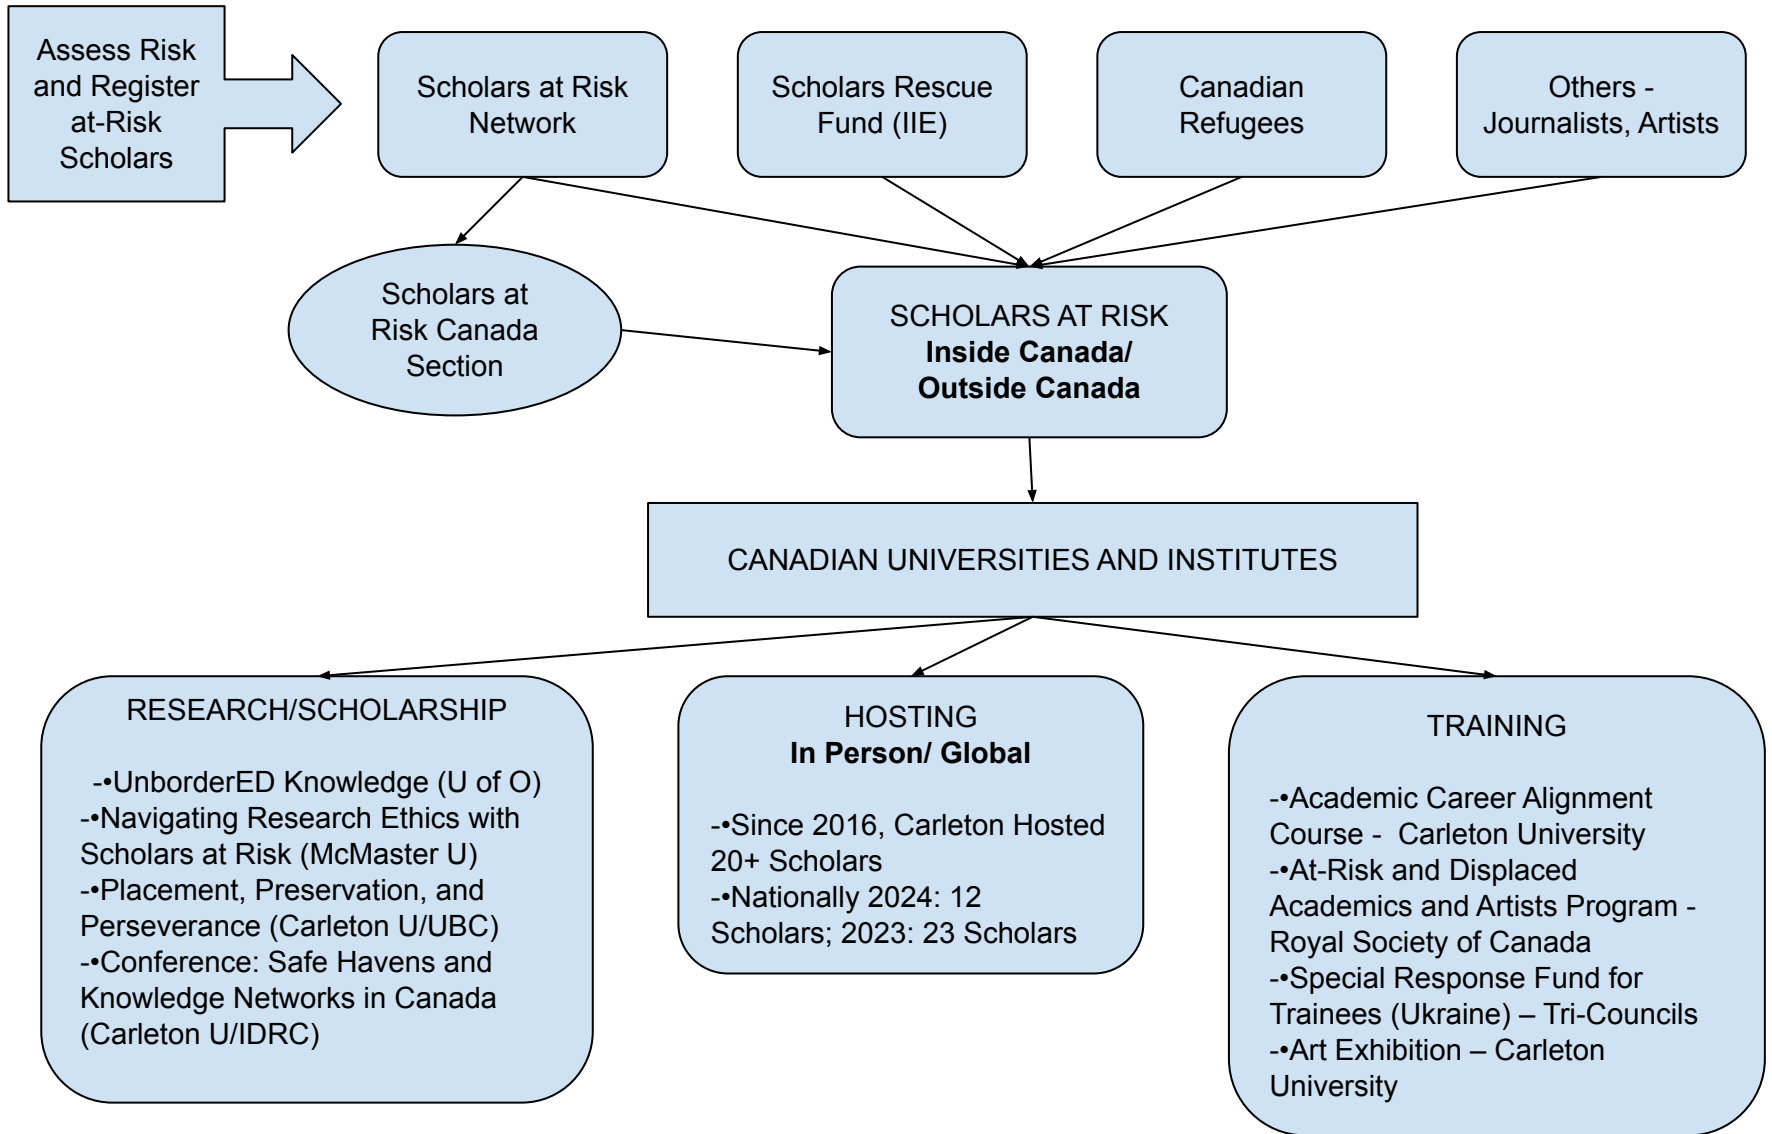 Assess Risk
and Register
at-Risk
Scholars
Scholars at Risk
Network
Scholars Rescue
Fund (IIE)
Canadian
Refugees
Others -
Journalists, Artists
Scholars at
Risk Canada
Section
SCHOLARS AT RISK
Inside Canada/
Outside Canada
CANADIAN UNIVERSITIES AND INSTITUTES
RESEARCH/SCHOLARSHIP
-•UnborderED Knowledge (U of O)
-•Navigating Research Ethics with
Scholars at Risk (McMaster U)
-•Placement, Preservation, and
Perseverance (Carleton U/UBC)
-•Conference: Safe Havens and
Knowledge Networks in Canada
(Carleton U/IDRC)
HOSTING
In Person/ Global
-•Since 2016, Carleton Hosted
20+ Scholars
-•Nationally 2024: 12
Scholars; 2023: 23 Scholars
TRAINING
-•Academic Career Alignment
Course -  Carleton University
-•At-Risk and Displaced
Academics and Artists Program -
Royal Society of Canada
-•Special Response Fund for
Trainees (Ukraine) – Tri-Councils
-•Art Exhibition – Carleton
University